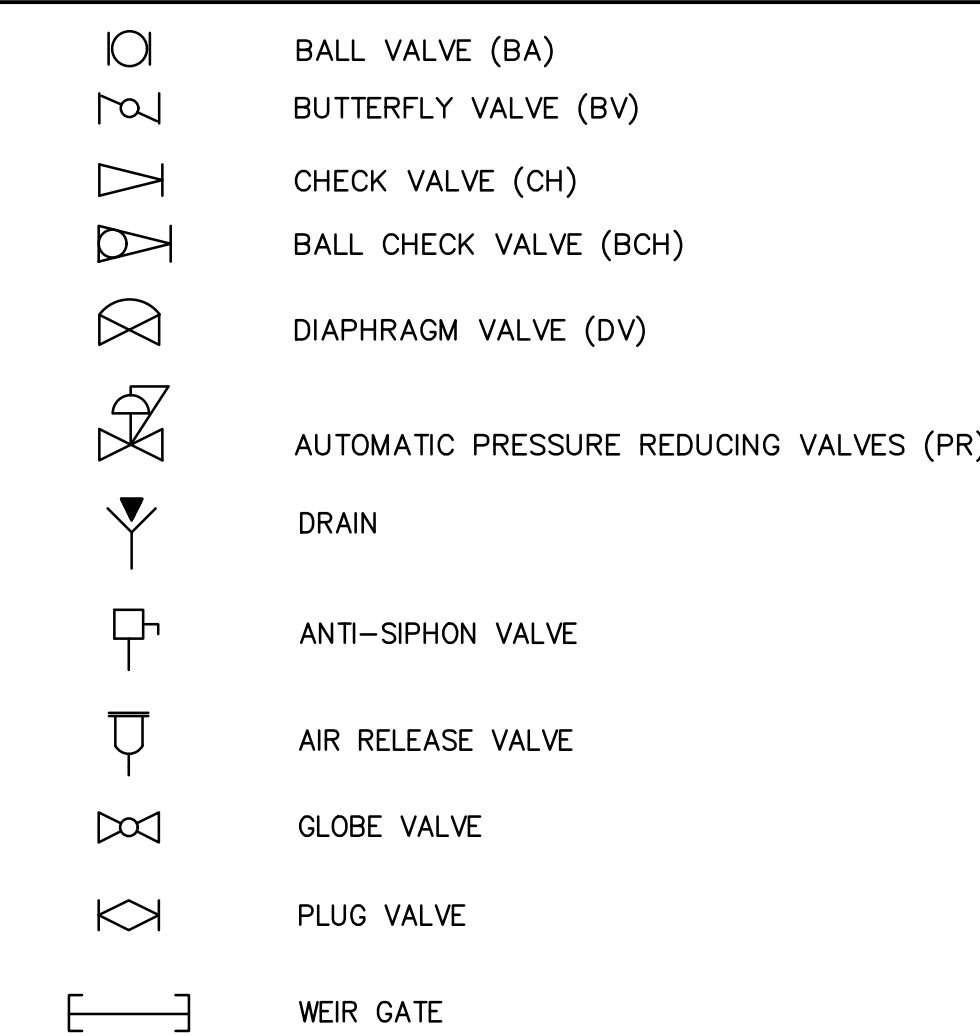 BALL VALVE (BA)
BUTTERFLY VALVE (BV)
CHECK VALVE (CH)
BALL CHECK VALVE (BCH)
DIAPHRAGM VALVE (DV)
AUTOMATIC PRESSURE REDUCING VALVES (PR)
DRAIN
ANTI-SIPHON VALVE
AIR RELEASE VALVE
GLOBE VALVE
PLUG VALVE
WEIR GATE